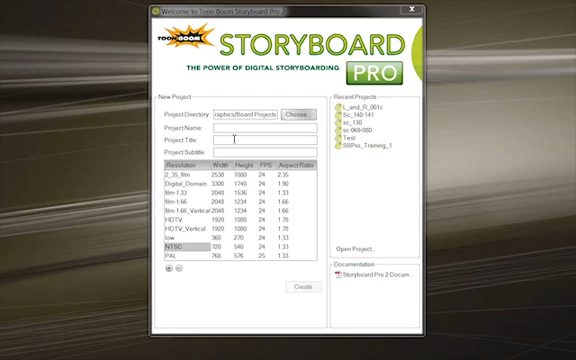 Welcome to Toon Boom Storyboard Pro 2
TOON BOOM
STORYBOARD
THE POWER OF DIGITAL STORYBOARDING
PRO
New Project
Project Directory: raphics/Board Projects Choose...
Project Name:
Project Title:
Project Subtitle:
Resolution Width Height FPS Aspect Ratio
2_35_film 2538 1080 24 2.35
Digital_Domain 3300 1740 24 1.90
film-1.33 2048 1536 24 1.33
film-1.66 2048 1234 24 1.66
film-1.66_Vertical 2048 1234 24 1.66
HDTV 1920 1080 24 1.78
HDTV_Vertical 1920 1080 24 1.78
low 360 270 24 1.33
NTSC 720 540 24 1.33
PAL 768 576 25 1.33
Create
Recent Projects
L_and_R_001c
Sc_140-141
sc_130
sc-069-080
Test
SBPro_Training_1
Open Project...
Documentation
Storyboard Pro 2 Docum...